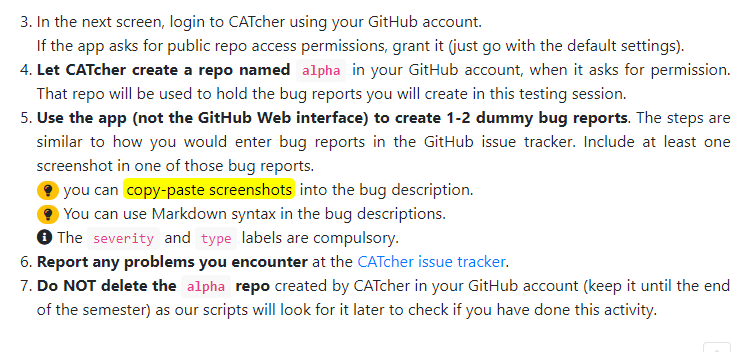 3. In the next screen, login to CATcher using your GitHub account.
If the app asks for public repo access permissions, grant it (just go with the default settings).
4. Let CATcher create a repo named alpha in your GitHub account, when it asks for permission.
That repo will be used to hold the bug reports you will create in this testing session.
5. Use the app (not the GitHub Web interface) to create 1-2 dummy bug reports. The steps are
similar to how you would enter bug reports in the GitHub issue tracker. Include at least one
screenshot in one of those bug reports.
you can copy-paste screenshots into the bug description.
You can use Markdown syntax in the bug descriptions.
The severity and type labels are compulsory.
6. Report any problems you encounter at the CATcher issue tracker.
7. Do NOT delete the alpha repo created by CATcher in your GitHub account (keep it until the end
of the semester) as our scripts will look for it later to check if you have done this activity.